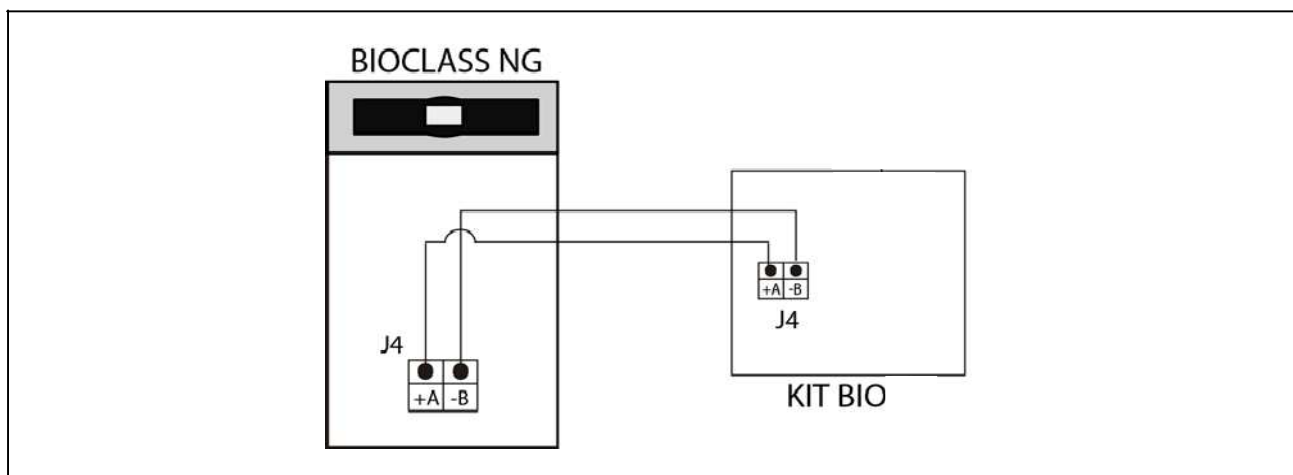 BIOCLASS NG
J4
+A -B
+A -B
J4
KIT BIO